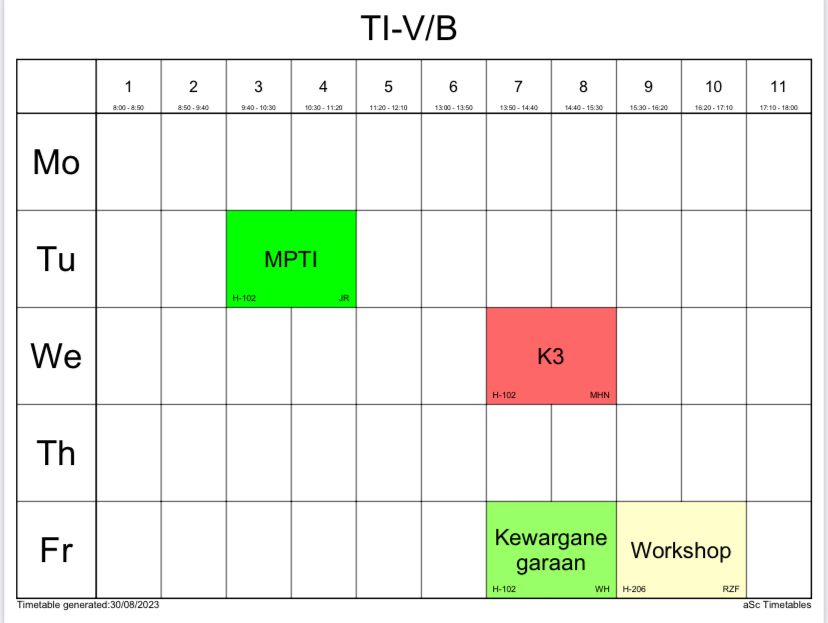 TI-V/B
1 2 3 4 5 6 7 8 9 10 11
8:00 - 8:50 8:50 - 9:40 9:40 - 10:30 10:30 - 11:20 11:20 - 12:10 13:00 - 13:50 13:50 - 14:40 14:40 - 15:30 15:30 - 16:20 16:20 - 17:10 17:10 - 18:00
Mo
Tu
MPTI
H-102 JR
We
K3
H-102 MHN
Th
Fr
Kewargane
garaan
H-102 WH
Workshop
H-206 RZF
Timetable generated:30/08/2023
aSc Timetables